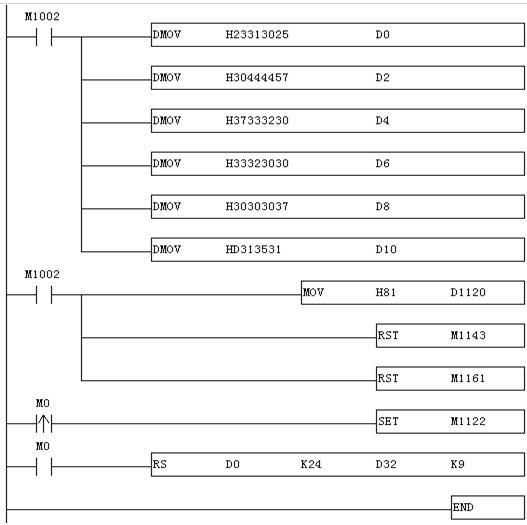 M1002
DMOV H23313025 D0
DMOV H30444457 D2
DMOV H37333230 D4
DMOV H33323030 D6
DMOV H30303037 D8
DMOV HD313531 D10
M1002
MOV H81 D1120
RST M1143
RST M1161
M0
SET M1122
M0
RS D0 K24 D32 K9
END